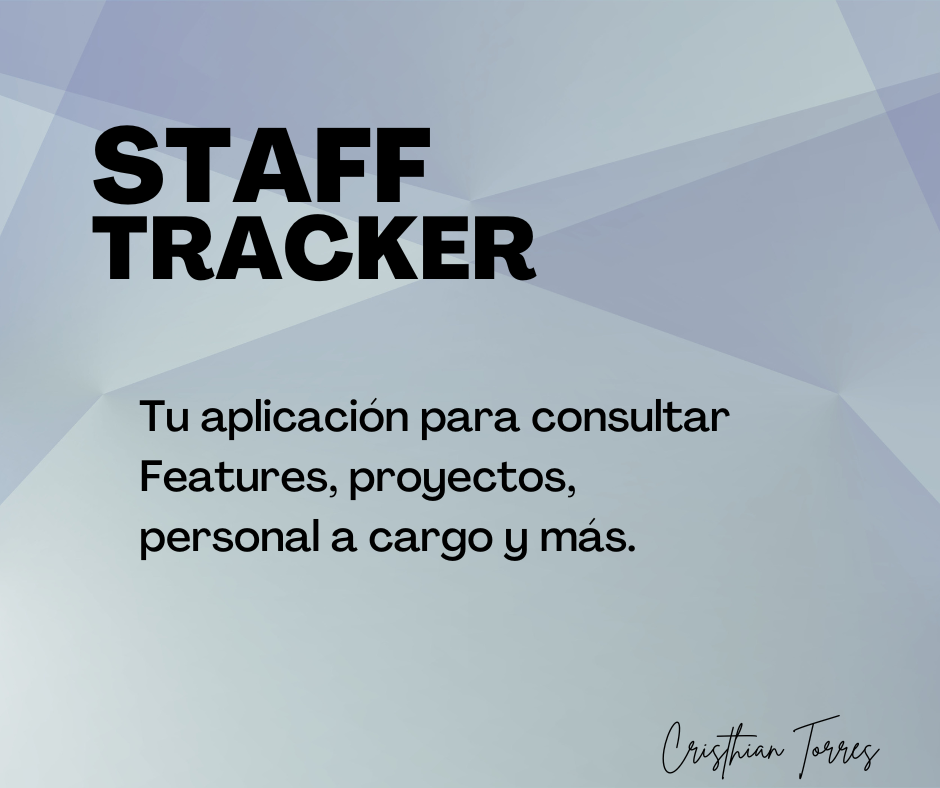 STAFF
TRACKER
Tu aplicación para consultar
Features, proyectos,
personal a cargo y más.
Cristhian Torres